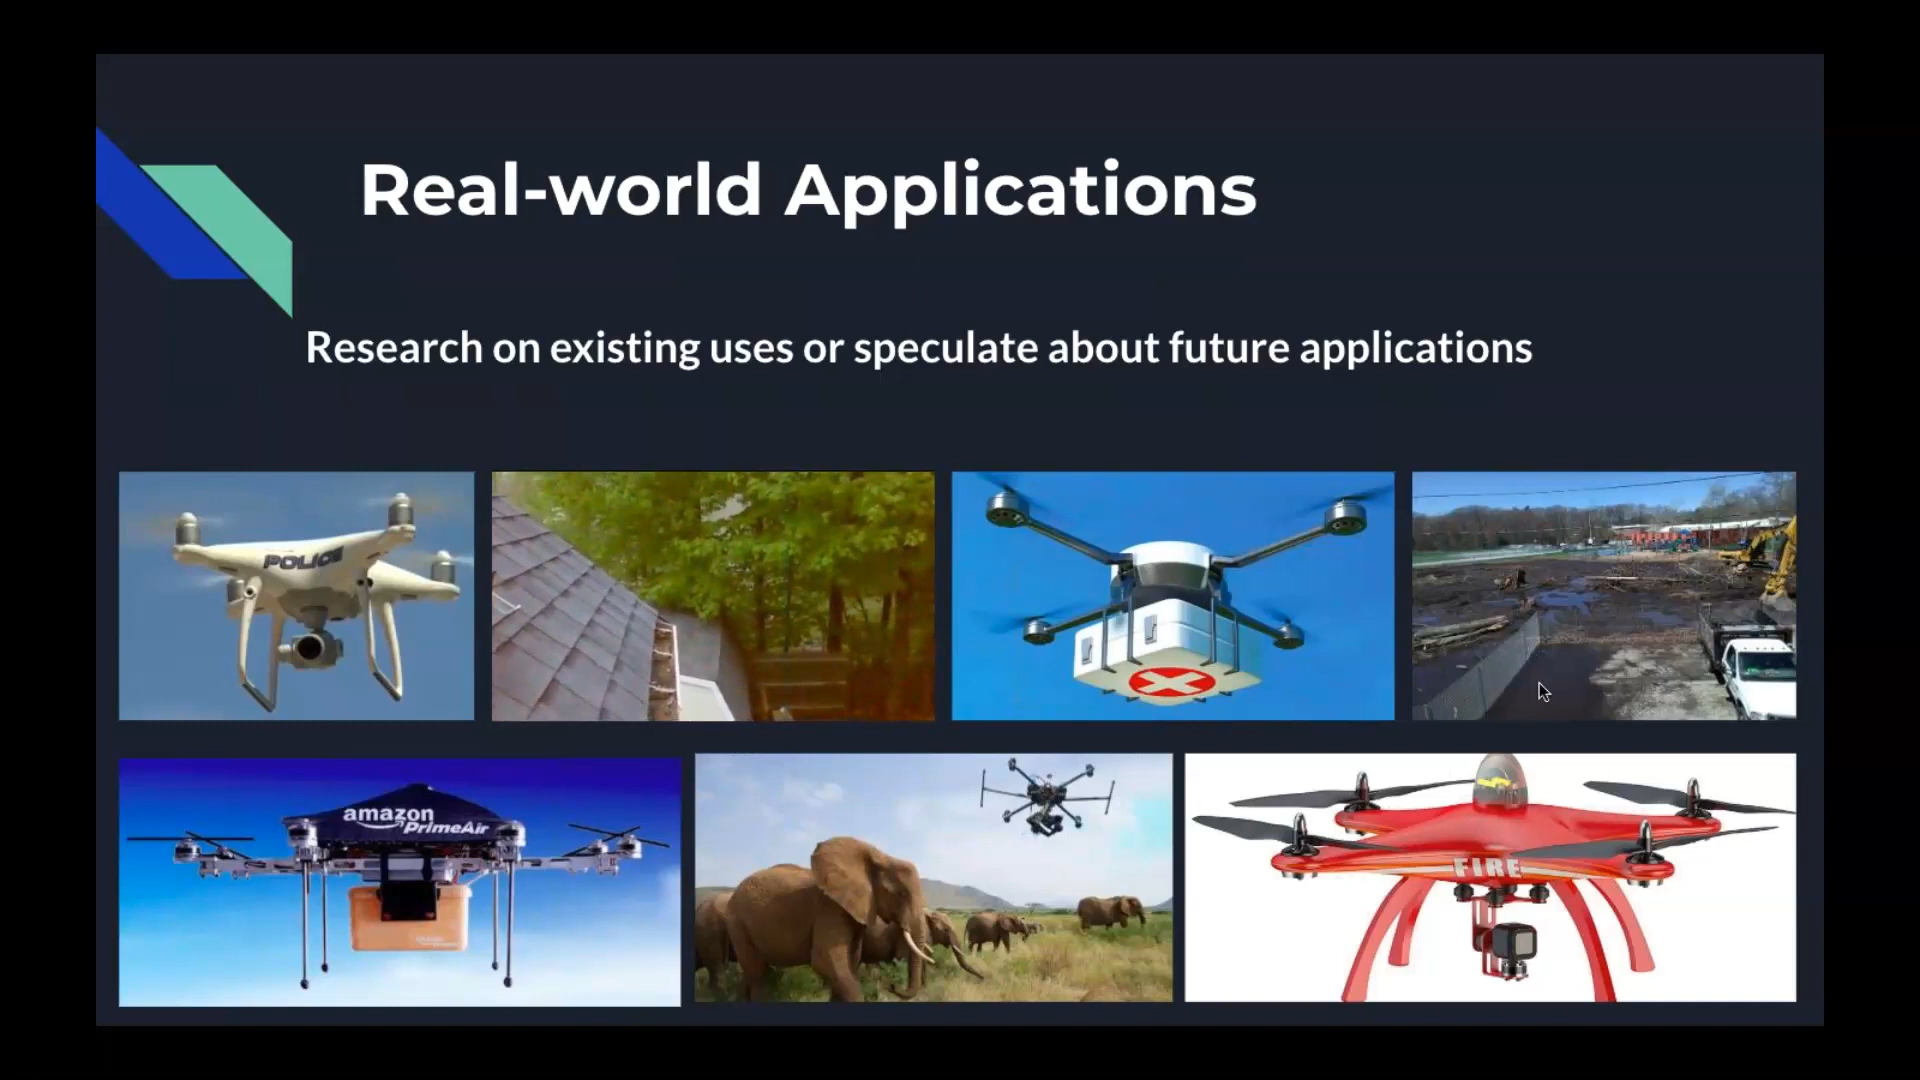 Real-world Applications
Research on existing uses or speculate about future applications
POLICE
amazon
PrimeAir
FIRE